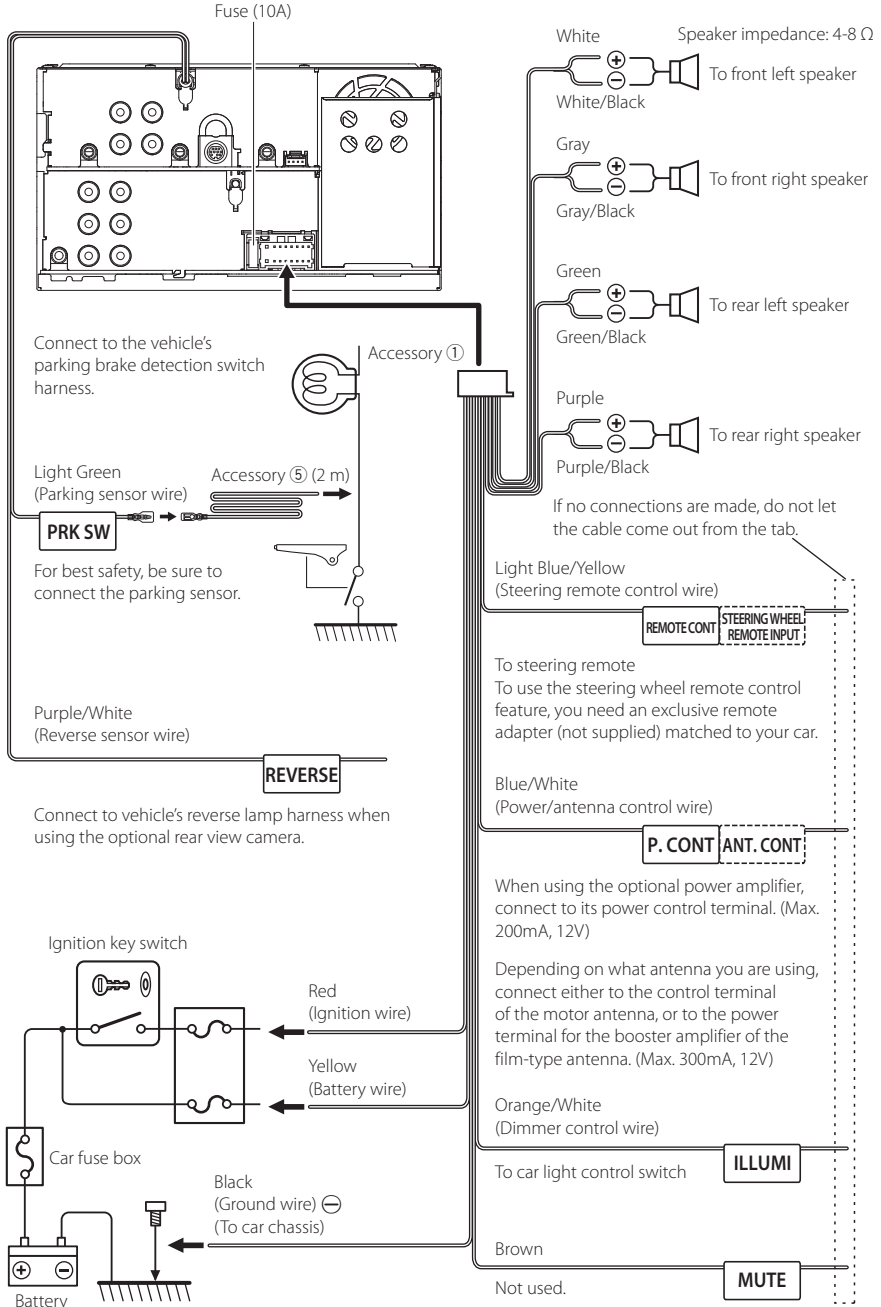 Fuse (10A)
White
Speaker impedance: 4-8 Ω
⊕
To front left speaker
⊖
White/Black
Gray
⊕
To front right speaker
⊖
Gray/Black
Green
⊕
To rear left speaker
⊖
Green/Black
Purple
⊕
To rear right speaker
⊖
Purple/Black
If no connections are made, do not let
the cable come out from the tab.
Connect to the vehicle's
parking brake detection switch
harness.
Accessory ①
Light Green
(Parking sensor wire)
Accessory ⑤ (2 m)
PRK SW
For best safety, be sure to
connect the parking sensor.
Light Blue/Yellow
(Steering remote control wire)
REMOTE CONT
STEERING WHEEL
REMOTE INPUT
To steering remote
To use the steering wheel remote control
feature, you need an exclusive remote
adapter (not supplied) matched to your car.
Purple/White
(Reverse sensor wire)
REVERSE
Connect to vehicle's reverse lamp harness when
using the optional rear view camera.
Blue/White
(Power/antenna control wire)
P. CONT
ANT. CONT
When using the optional power amplifier,
connect to its power control terminal. (Max.
200mA, 12V)
Depending on what antenna you are using,
connect either to the control terminal
of the motor antenna, or to the power
terminal for the booster amplifier of the
film-type antenna. (Max. 300mA, 12V)
Ignition key switch
Red
(Ignition wire)
Yellow
(Battery wire)
Car fuse box
Black
(Ground wire) ⊖
(To car chassis)
⊕ ⊖
Battery
Orange/White
(Dimmer control wire)
ILLUMI
To car light control switch
Brown
MUTE
Not used.